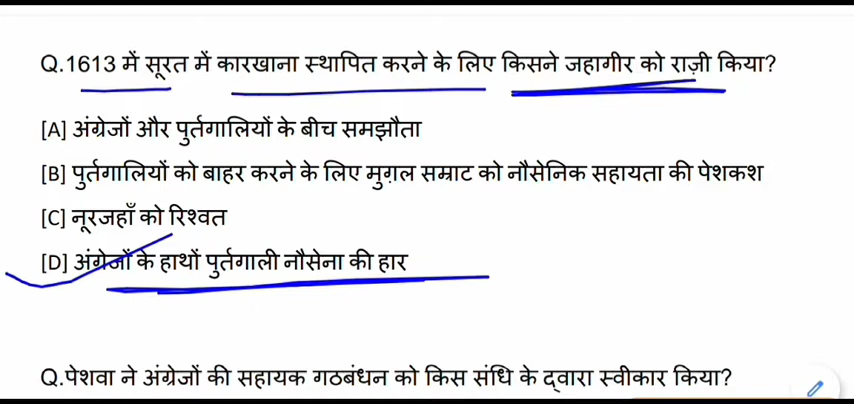 Q.1613 में सूरत में कारखाना स्थापित करने के लिए किसने जहागीर को राज़ी किया?
[A] अंग्रेजों और पुर्तगालियों के बीच समझौता
[B] पुर्तगालियों को बाहर करने के लिए मुग़ल सम्राट को नौसेनिक सहायता की पेशकश
[C] नूरजहाँ को रिश्वत
[D] अंग्रेजों के हाथों पुर्तगाली नौसेना की हार
Q.पेशवा ने अंग्रेजों की सहायक गठबंधन को किस संधि के द्वारा स्वीकार किया?